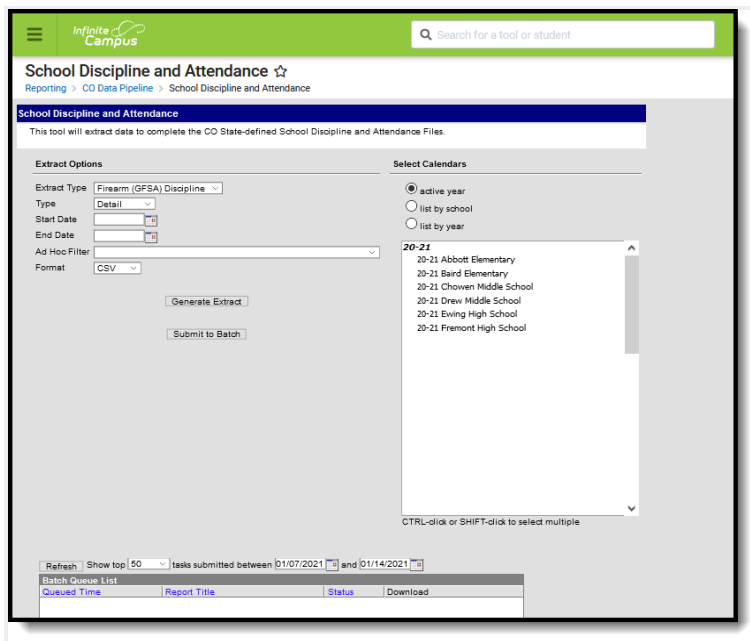 Infinite Campus
Search for a tool or student
School Discipline and Attendance
Reporting > CO Data Pipeline > School Discipline and Attendance
School Discipline and Attendance
This tool will extract data to complete the CO State-defined School Discipline and Attendance Files.
Extract Options
Extract Type Firearm (GFSA) Discipline
Type Detail
Start Date
End Date
Ad Hoc Filter
Format CSV
Generate Extract
Submit to Batch
Select Calendars
active year
list by school
list by year
20-21
20-21 Abbott Elementary
20-21 Baird Elementary
20-21 Chowen Middle School
20-21 Drew Middle School
20-21 Ewing High School
20-21 Fremont High School
CTRL-click or SHIFT-click to select multiple
Refresh Show top 50 tasks submitted between 01/07/2021 and 01/14/2021
Batch Queue List
Queued Time Report Title Status Download